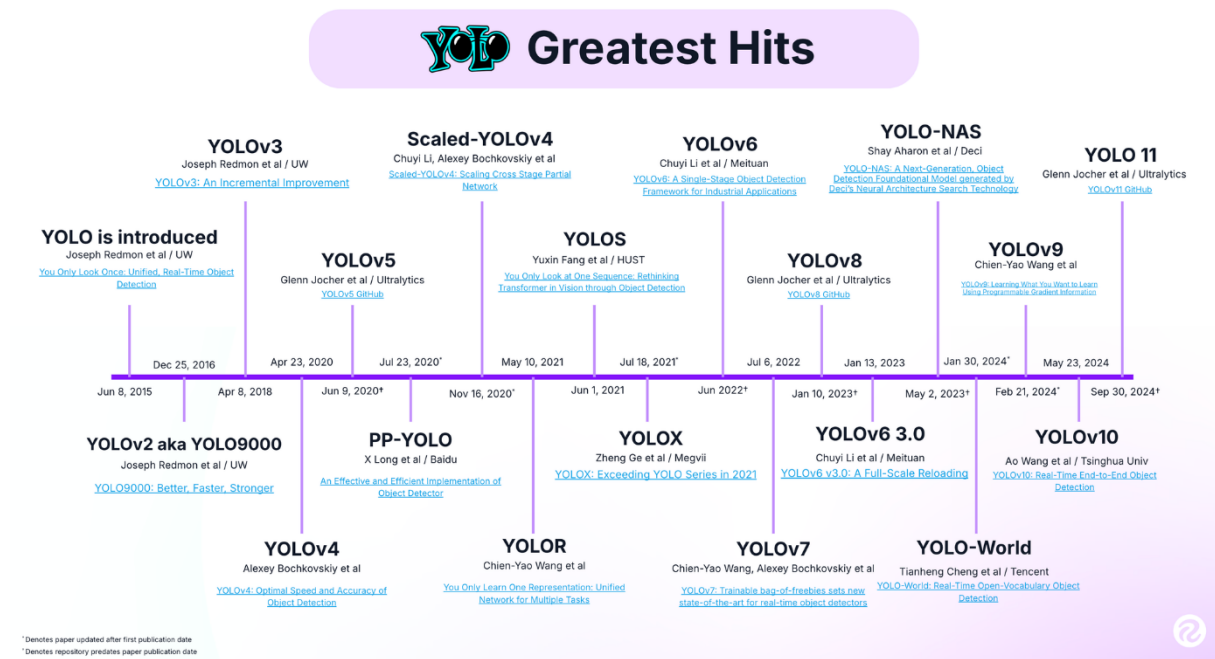 YOLO Greatest Hits
YOLO is introduced
Joseph Redmon et al / UW
You Only Look Once: Unified, Real-Time Object
Detection
YOLOv3
Joseph Redmon et al / UW
YOLOv3: An Incremental Improvement
YOLOv5
Glenn Jocher et al / Ultralytics
YOLOv5 GitHub
Scaled-YOLOv4
Chuyi Li, Alexey Bochkovskiy et al
Scaled-YOLOv4: Scaling Cross Stage Partial
Network
YOLOS
Yuxin Fang et al / HUST
You Only Look at One Sequence: Rethinking
Transformer in Vision through Object Detection
YOLOv6
Chuyi Li et al / Meituan
YOLOv6: A Single-Stage Object Detection
Framework for Industrial Applications
YOLOv8
Glenn Jocher et al / Ultralytics
YOLOv8 GitHub
YOLO-NAS
Shay Aharon et al / Deci
YOLO-NAS: A Next-Generation, Object
Detection Foundational Model generated by
Deci's Neural Architecture Search Technology
YOLOv9
Chien-Yao Wang et al
YOLOv9: Learning What You Want to Learn
Using Programmable Gradient Information
YOLO 11
Glenn Jocher et al / Ultralytics
YOLOv11 GitHub
Dec 25, 2016
Apr 23, 2020
Jul 23, 2020*
May 10, 2021
Jul 18, 2021*
Jul 6, 2022
Jan 13, 2023
Jan 30, 2024*
May 23, 2024
Jun 8, 2015
Apr 8, 2018
Jun 9, 2020†
Nov 16, 2020*
Jun 1, 2021
Jun 2022†
Jan 10, 2023†
May 2, 2023†
Feb 21, 2024*
Sep 30, 2024†
YOLOv2 aka YOLO9000
Joseph Redmon et al / UW
YOLO9000: Better, Faster, Stronger
YOLOv4
Alexey Bochkovskiy et al
YOLOv4: Optimal Speed and Accuracy of
Object Detection
PP-YOLO
X Long et al / Baidu
An Effective and Efficient Implementation of
Object Detector
YOLOR
Chien-Yao Wang et al
You Only Learn One Representation: Unified
Network for Multiple Tasks
YOLOX
Zheng Ge et al / Megvii
YOLOX: Exceeding YOLO Series in 2021
YOLOv7
Chien-Yao Wang, Alexey Bochkovskiy et al
YOLOv7: Trainable bag-of-freebies sets new
state-of-the-art for real-time object detectors
YOLOv6 3.0
Chuyi Li et al / Meituan
YOLOv6 v3.0: A Full-Scale Reloading
YOLO-World
Tianheng Cheng et al / Tencent
YOLO-World: Real-Time Open-Vocabulary Object
Detection
YOLOv10
Ao Wang et al / Tsinghua Univ
YOLOv10: Real-Time End-to-End Object
Detection
* Denotes paper updated after first publication date
* Denotes repository predates paper publication date